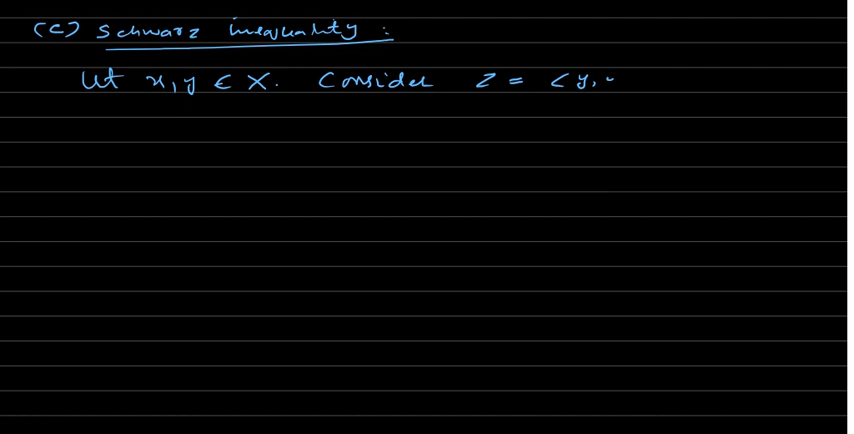 (c) Schwarz inequality :
Let x, y ∈ X. Consider z = < y,